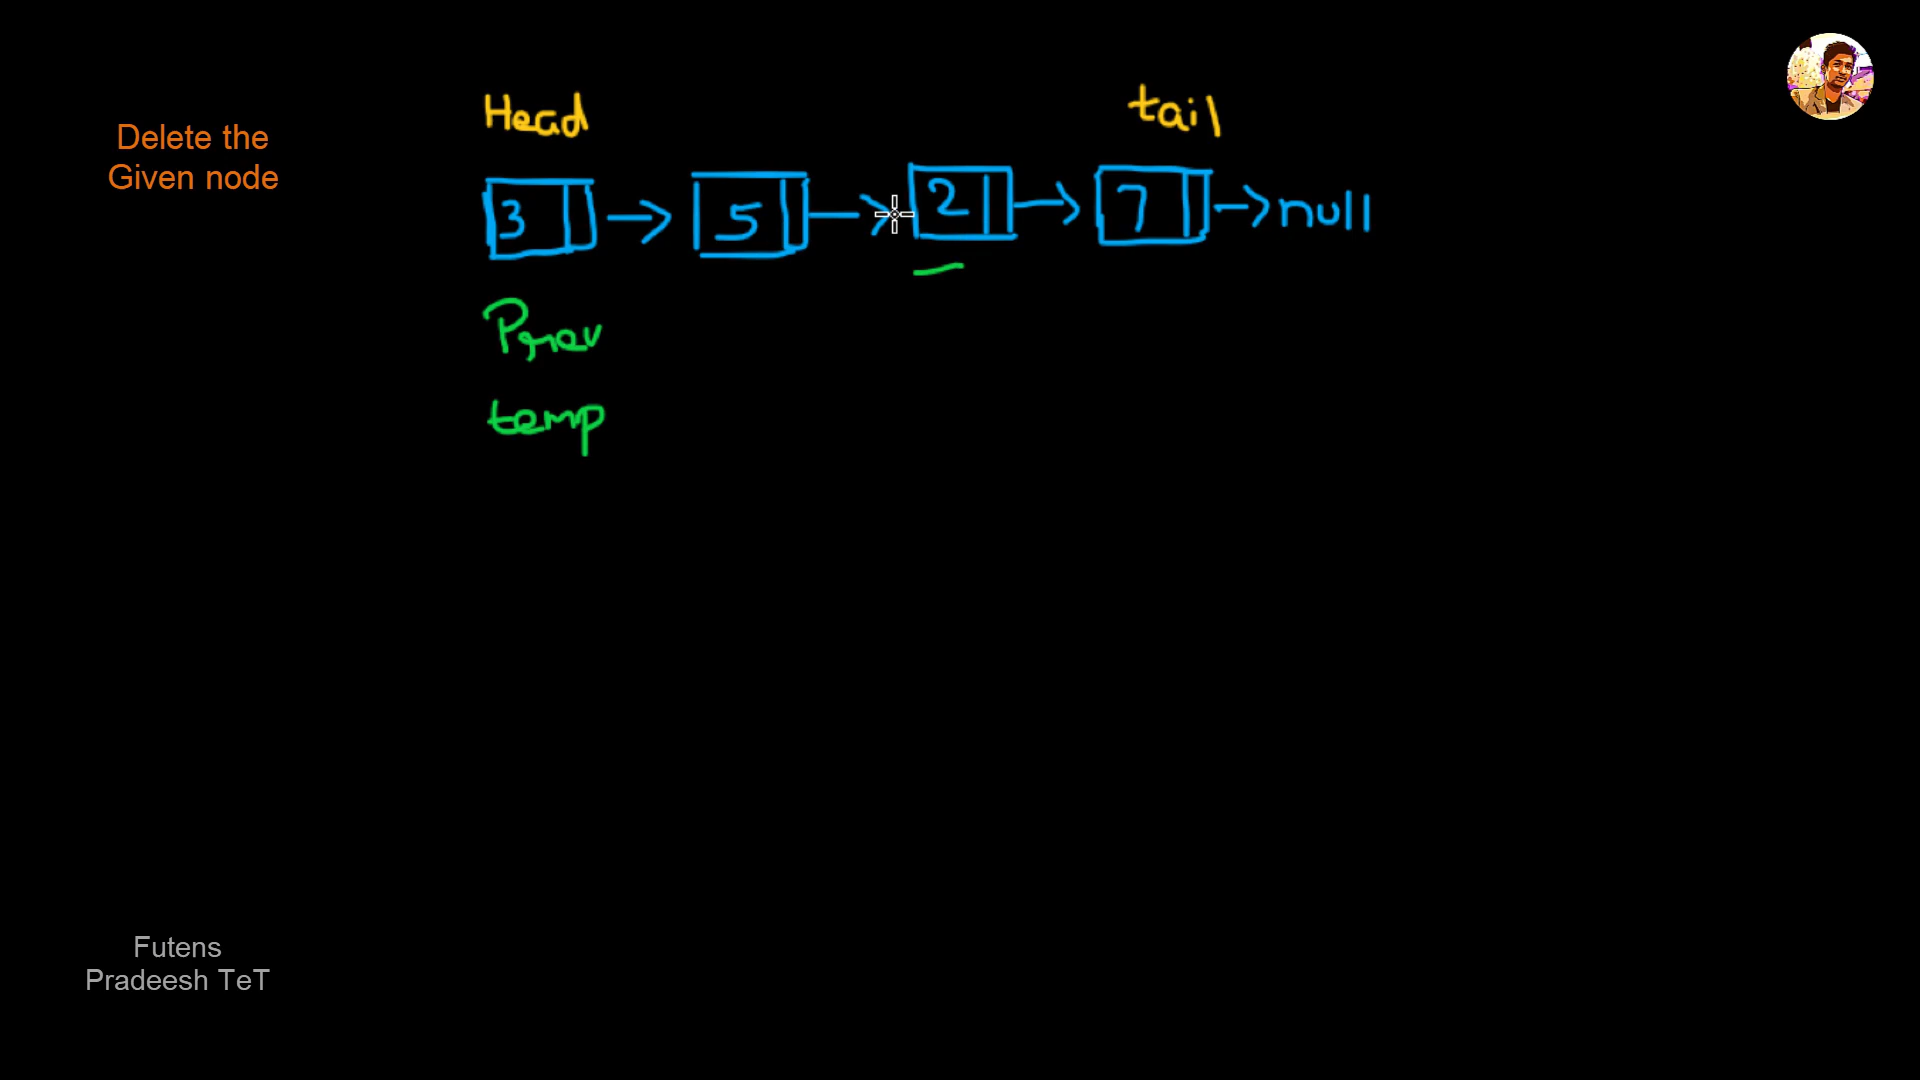 Delete the
Given node
Head
tail
3 → 5 → 2 → 7 → null
Prev
temp
Futens
Pradeesh TeT